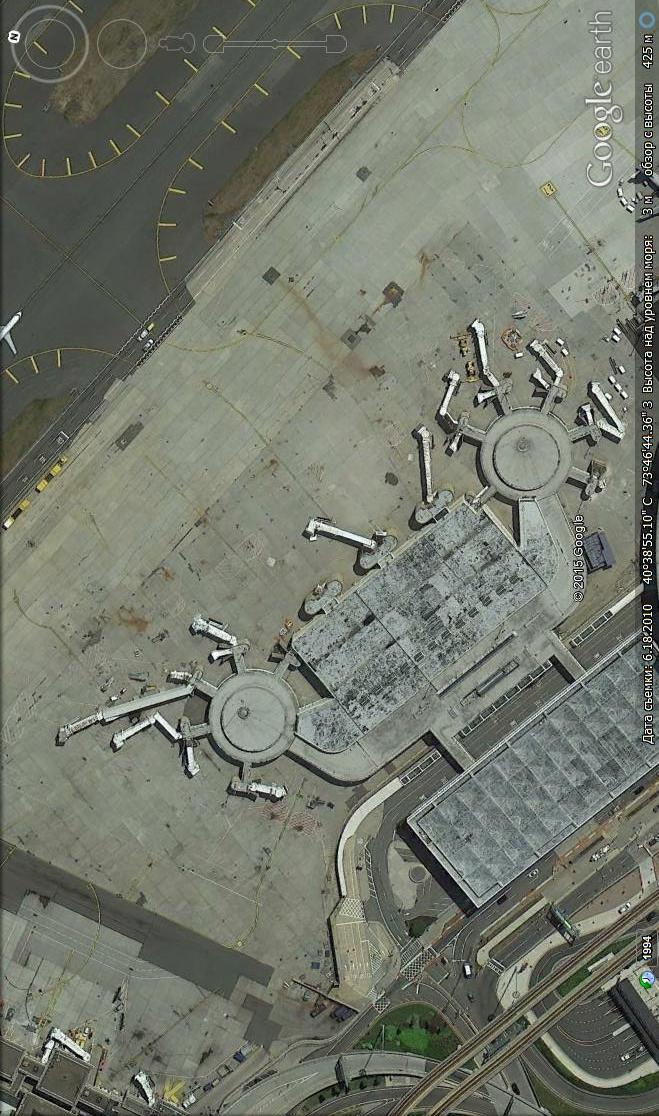 N
Google earth
© 2015 Google
1994
Дата съемки: 6.18.2010 40°38'55.10" С 73°46'44.36" З Высота над уровнем моря: 3 м обзор с высоты 425 м